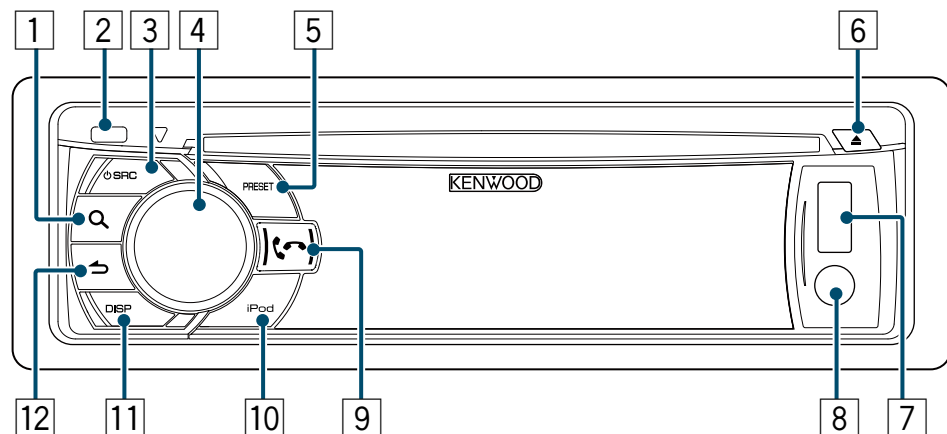 1 2 3 4 5 6
SRC
PRESET
KENWOOD
DISP
iPod
12 11 10 9 8 7